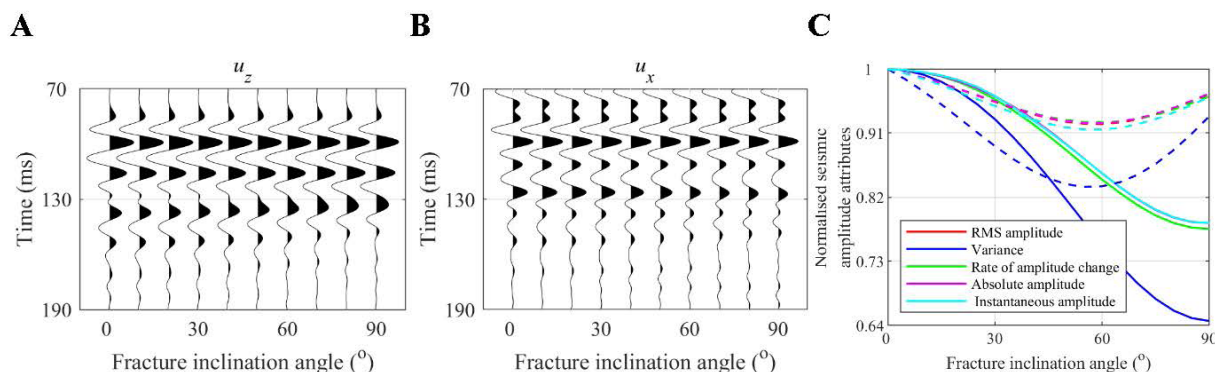 A
u_z
70
130
190
Time (ms)
0 30 60 90
Fracture inclination angle (°)
B
u_x
70
130
190
Time (ms)
0 30 60 90
Fracture inclination angle (°)
C
1
0.91
0.82
0.73
0.64
Normalised seismic
amplitude attributes
RMS amplitude
Variance
Rate of amplitude change
Absolute amplitude
Instantaneous amplitude
0 30 60 90
Fracture inclination angle (°)